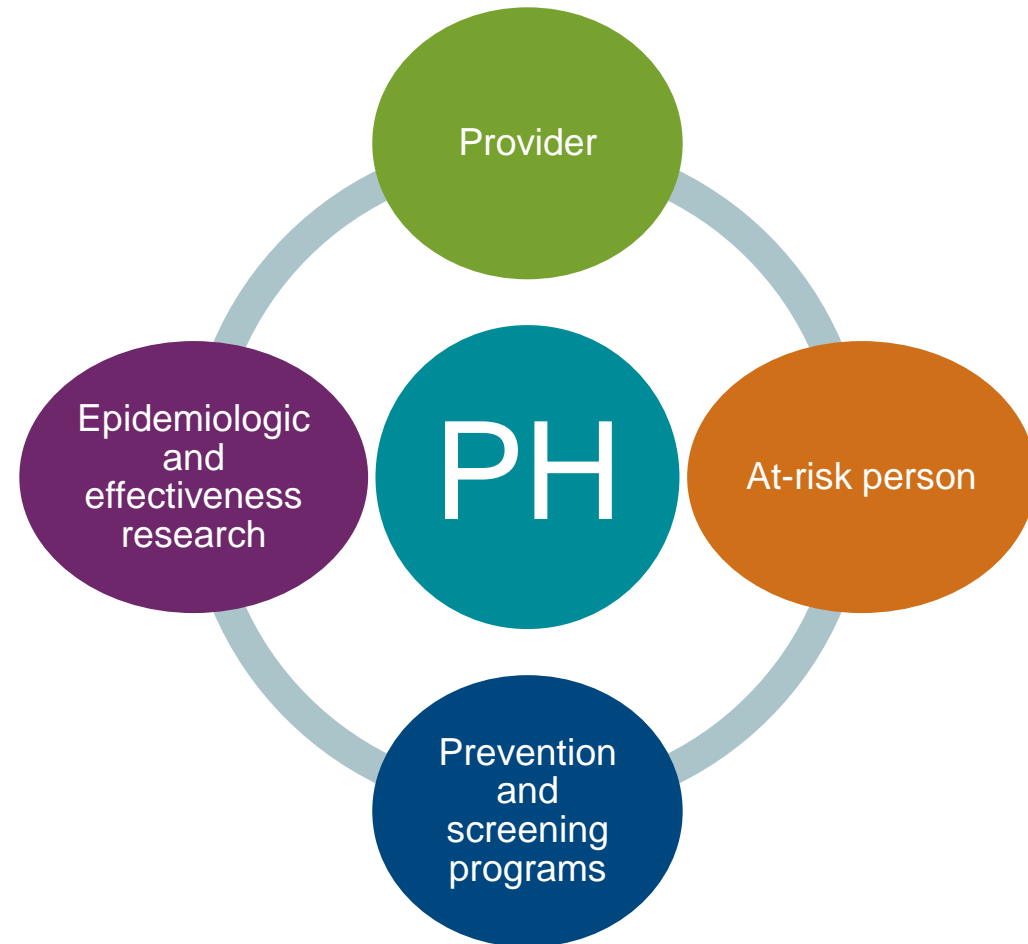 Provider
Epidemiologic
and
effectiveness
research
PH
At-risk person
Prevention
and
screening
programs